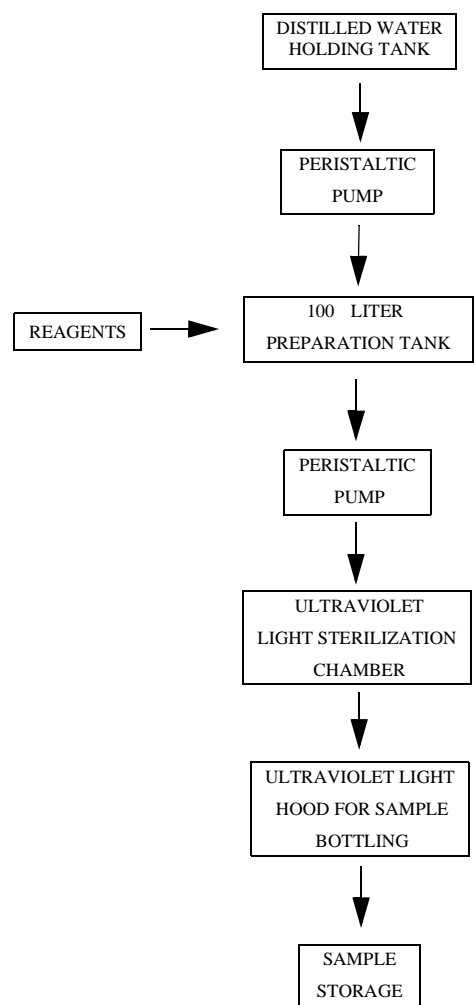 DISTILLED WATER
HOLDING TANK
PERISTALTIC
PUMP
100 LITER
PREPARATION TANK
REAGENTS
PERISTALTIC
PUMP
ULTRAVIOLET
LIGHT STERILIZATION
CHAMBER
ULTRAVIOLET LIGHT
HOOD FOR SAMPLE
BOTTLING
SAMPLE
STORAGE